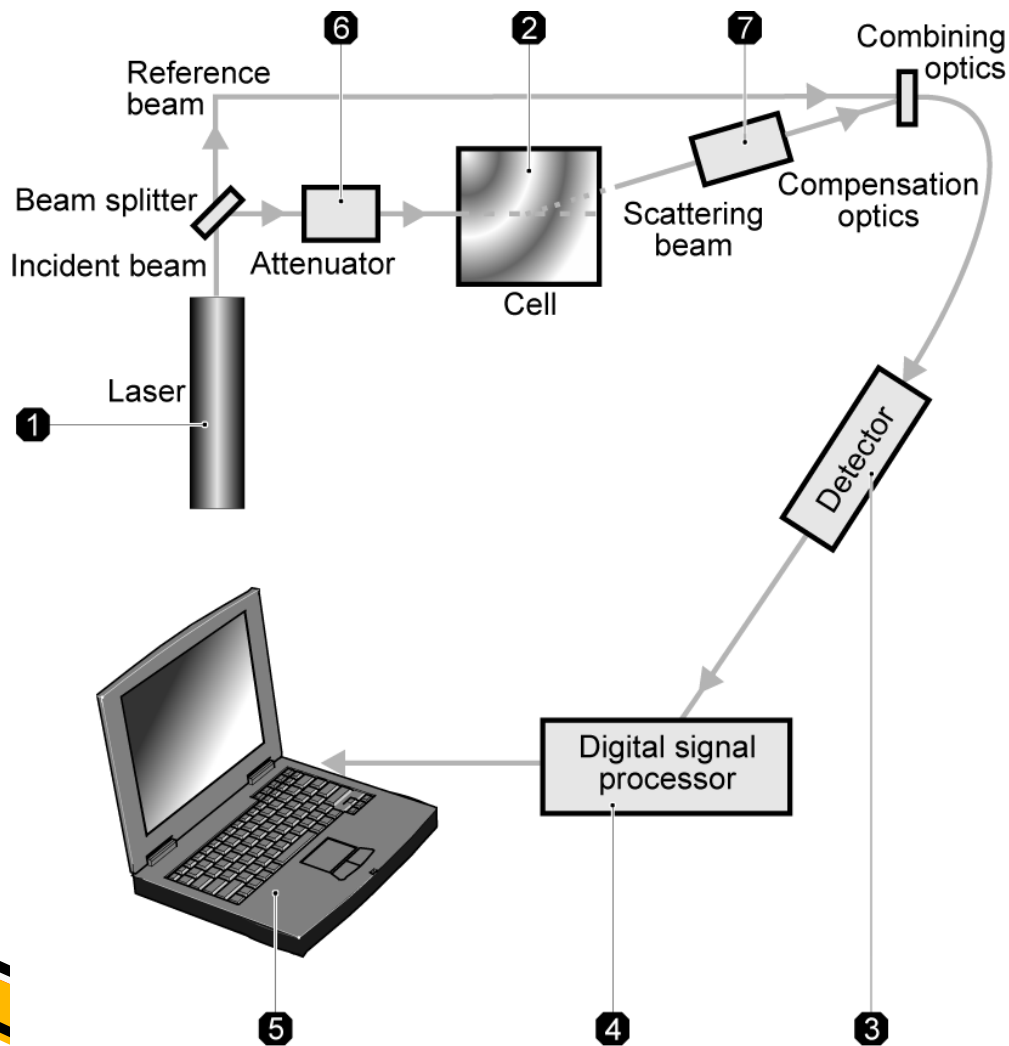 6
2
7
Combining
optics
Reference
beam
Beam splitter
Incident beam
Attenuator
Cell
Scattering
beam
Compensation
optics
Laser
1
Detector
Digital signal
processor
5
4
3